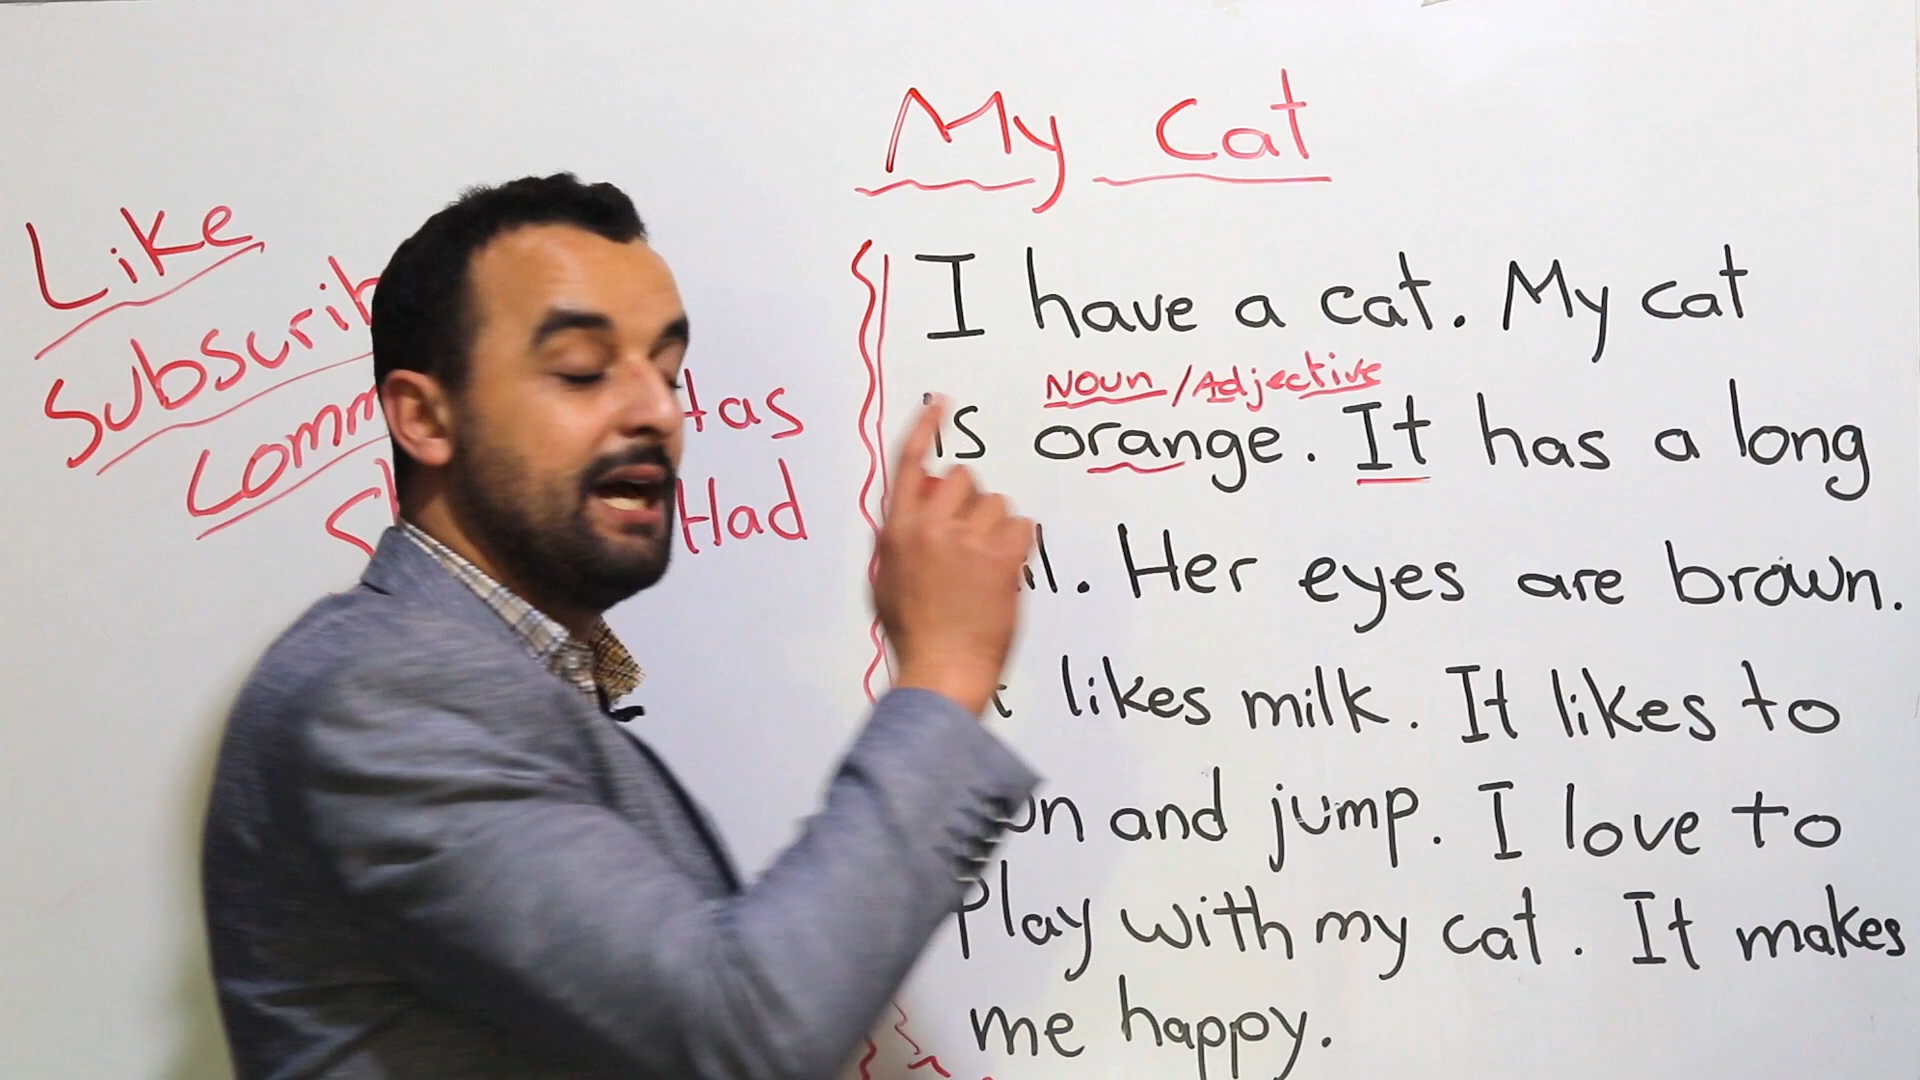 My Cat
Like
Subscrib
Comm
Has
Had
I have a cat. My cat
Noun / Adjective
is orange. It has a long
il. Her eyes are brown.
likes milk. It likes to
un and jump. I love to
Play with my cat. It makes
me happy.